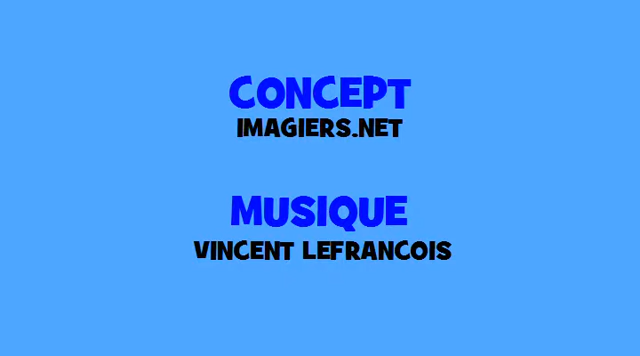 CONCEPT
IMAGIERS.NET
MUSIQUE
VINCENT LEFRANCOIS